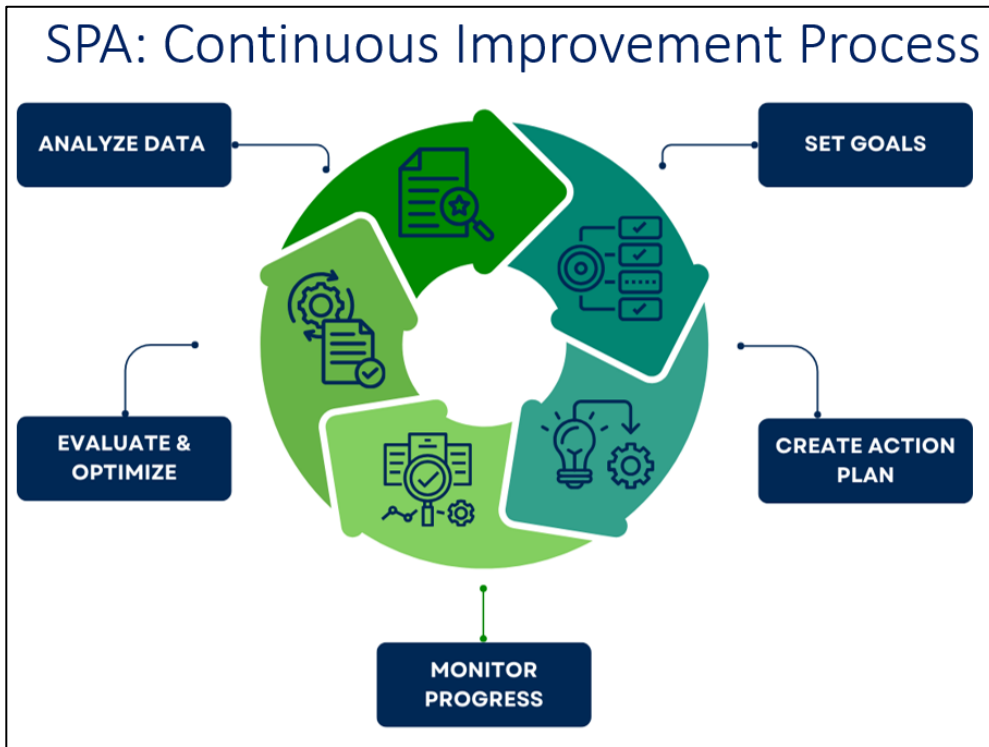 SPA: Continuous Improvement Process
ANALYZE DATA
SET GOALS
EVALUATE &
OPTIMIZE
CREATE ACTION
PLAN
MONITOR
PROGRESS